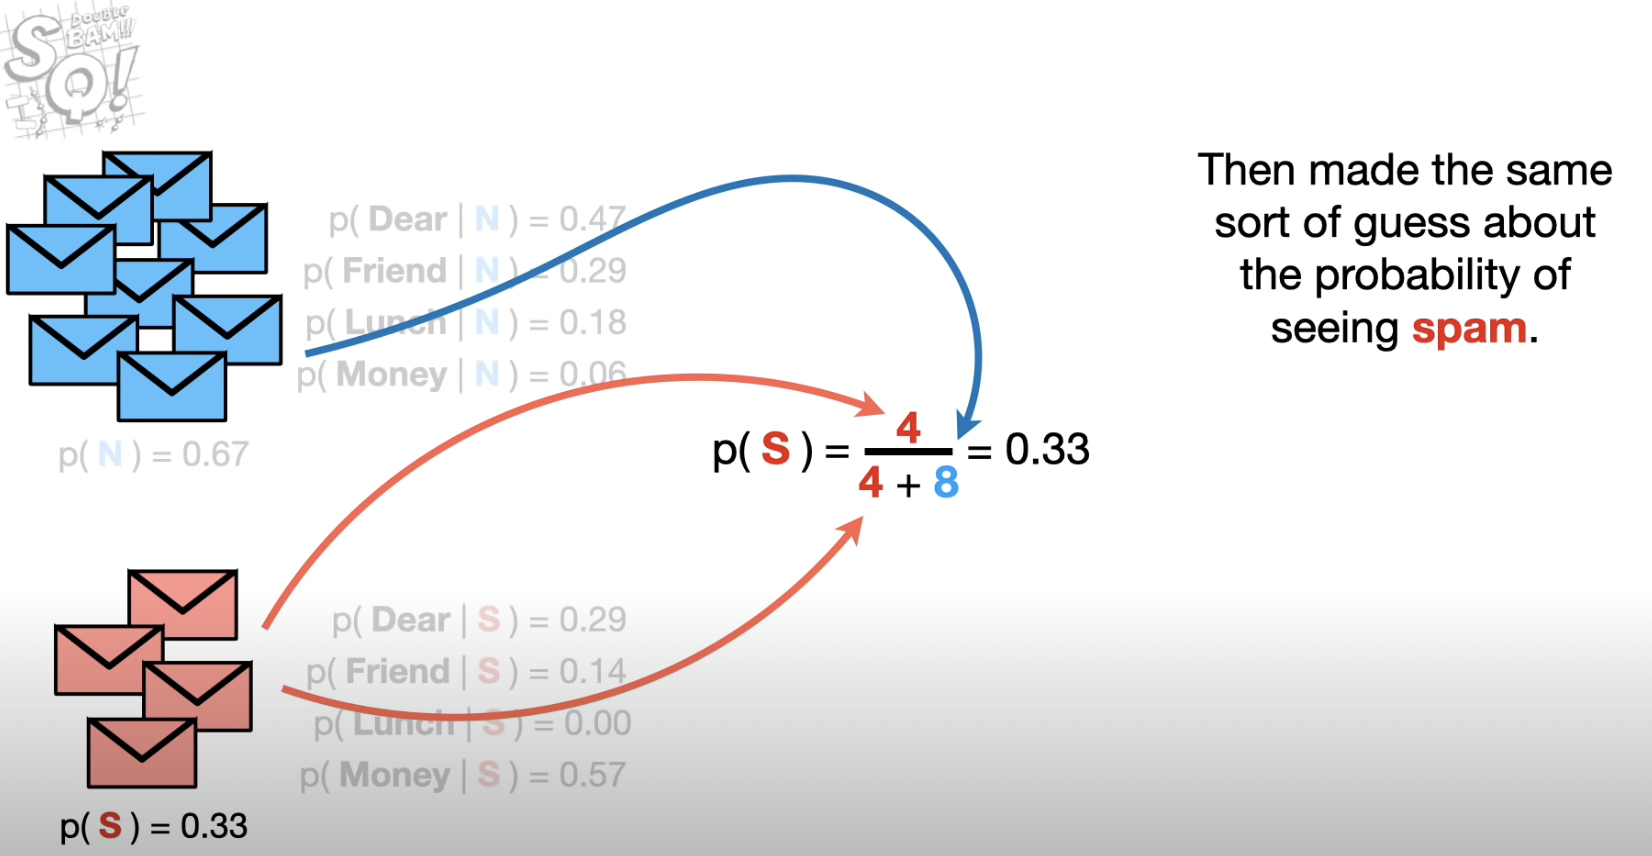 DOUBLE
BAM!!!
SQ!
p( Dear | N ) = 0.47
p( Friend | N ) = 0.29
p( Lunch | N ) = 0.18
p( Money | N ) = 0.06
p( N ) = 0.67
Then made the same
sort of guess about
the probability of
seeing spam.
p( S ) = 4 / 4 + 8 = 0.33
p( Dear | S ) = 0.29
p( Friend | S ) = 0.14
p( Lunch | S ) = 0.00
p( Money | S ) = 0.57
p( S ) = 0.33